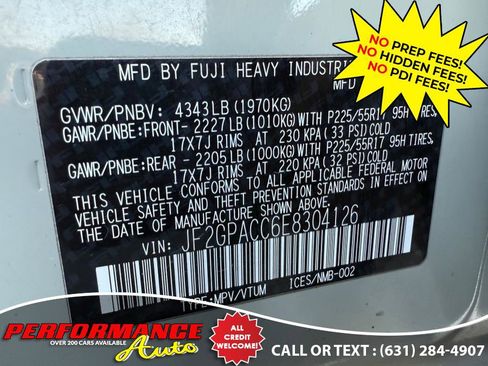 MFD BY FUJI HEAVY INDUSTRI
MFD
GVWR/PNBV: 4343LB (1970KG)
GAWR/PNBE:FRONT- 2227LB (1010KG)WITH P225/55R17 95H TIRES,
17X7J RIMS AT 230 KPA (33 PSI)COLD
GAWR/PNBE:REAR - 2205LB (1000KG)WITH P225/55R17 95H TIRES,
17X7J RIMS AT 220 KPA (32 PSI)COLD
THIS VEHICLE CONFORMS TO ALL APPLICABLE FEDERAL MOTOR
VEHICLE SAFETY AND THEFT PREVENTION STANDARDS IN EFFECT ON
THE DATE OF MANUFACTURE SHOWN ABOVE.
VIN: JF2GPACC6E8304126
TYPE:MPV/VTUM ICES/NMB-002
NO PREP FEES!
NO HIDDEN FEES!
NO PDI FEES!
PERFORMANCE
Auto
OVER 200 CARS AVAILABLE
ALL
CREDIT
WELCOME!
CALL OR TEXT : (631) 284-4907